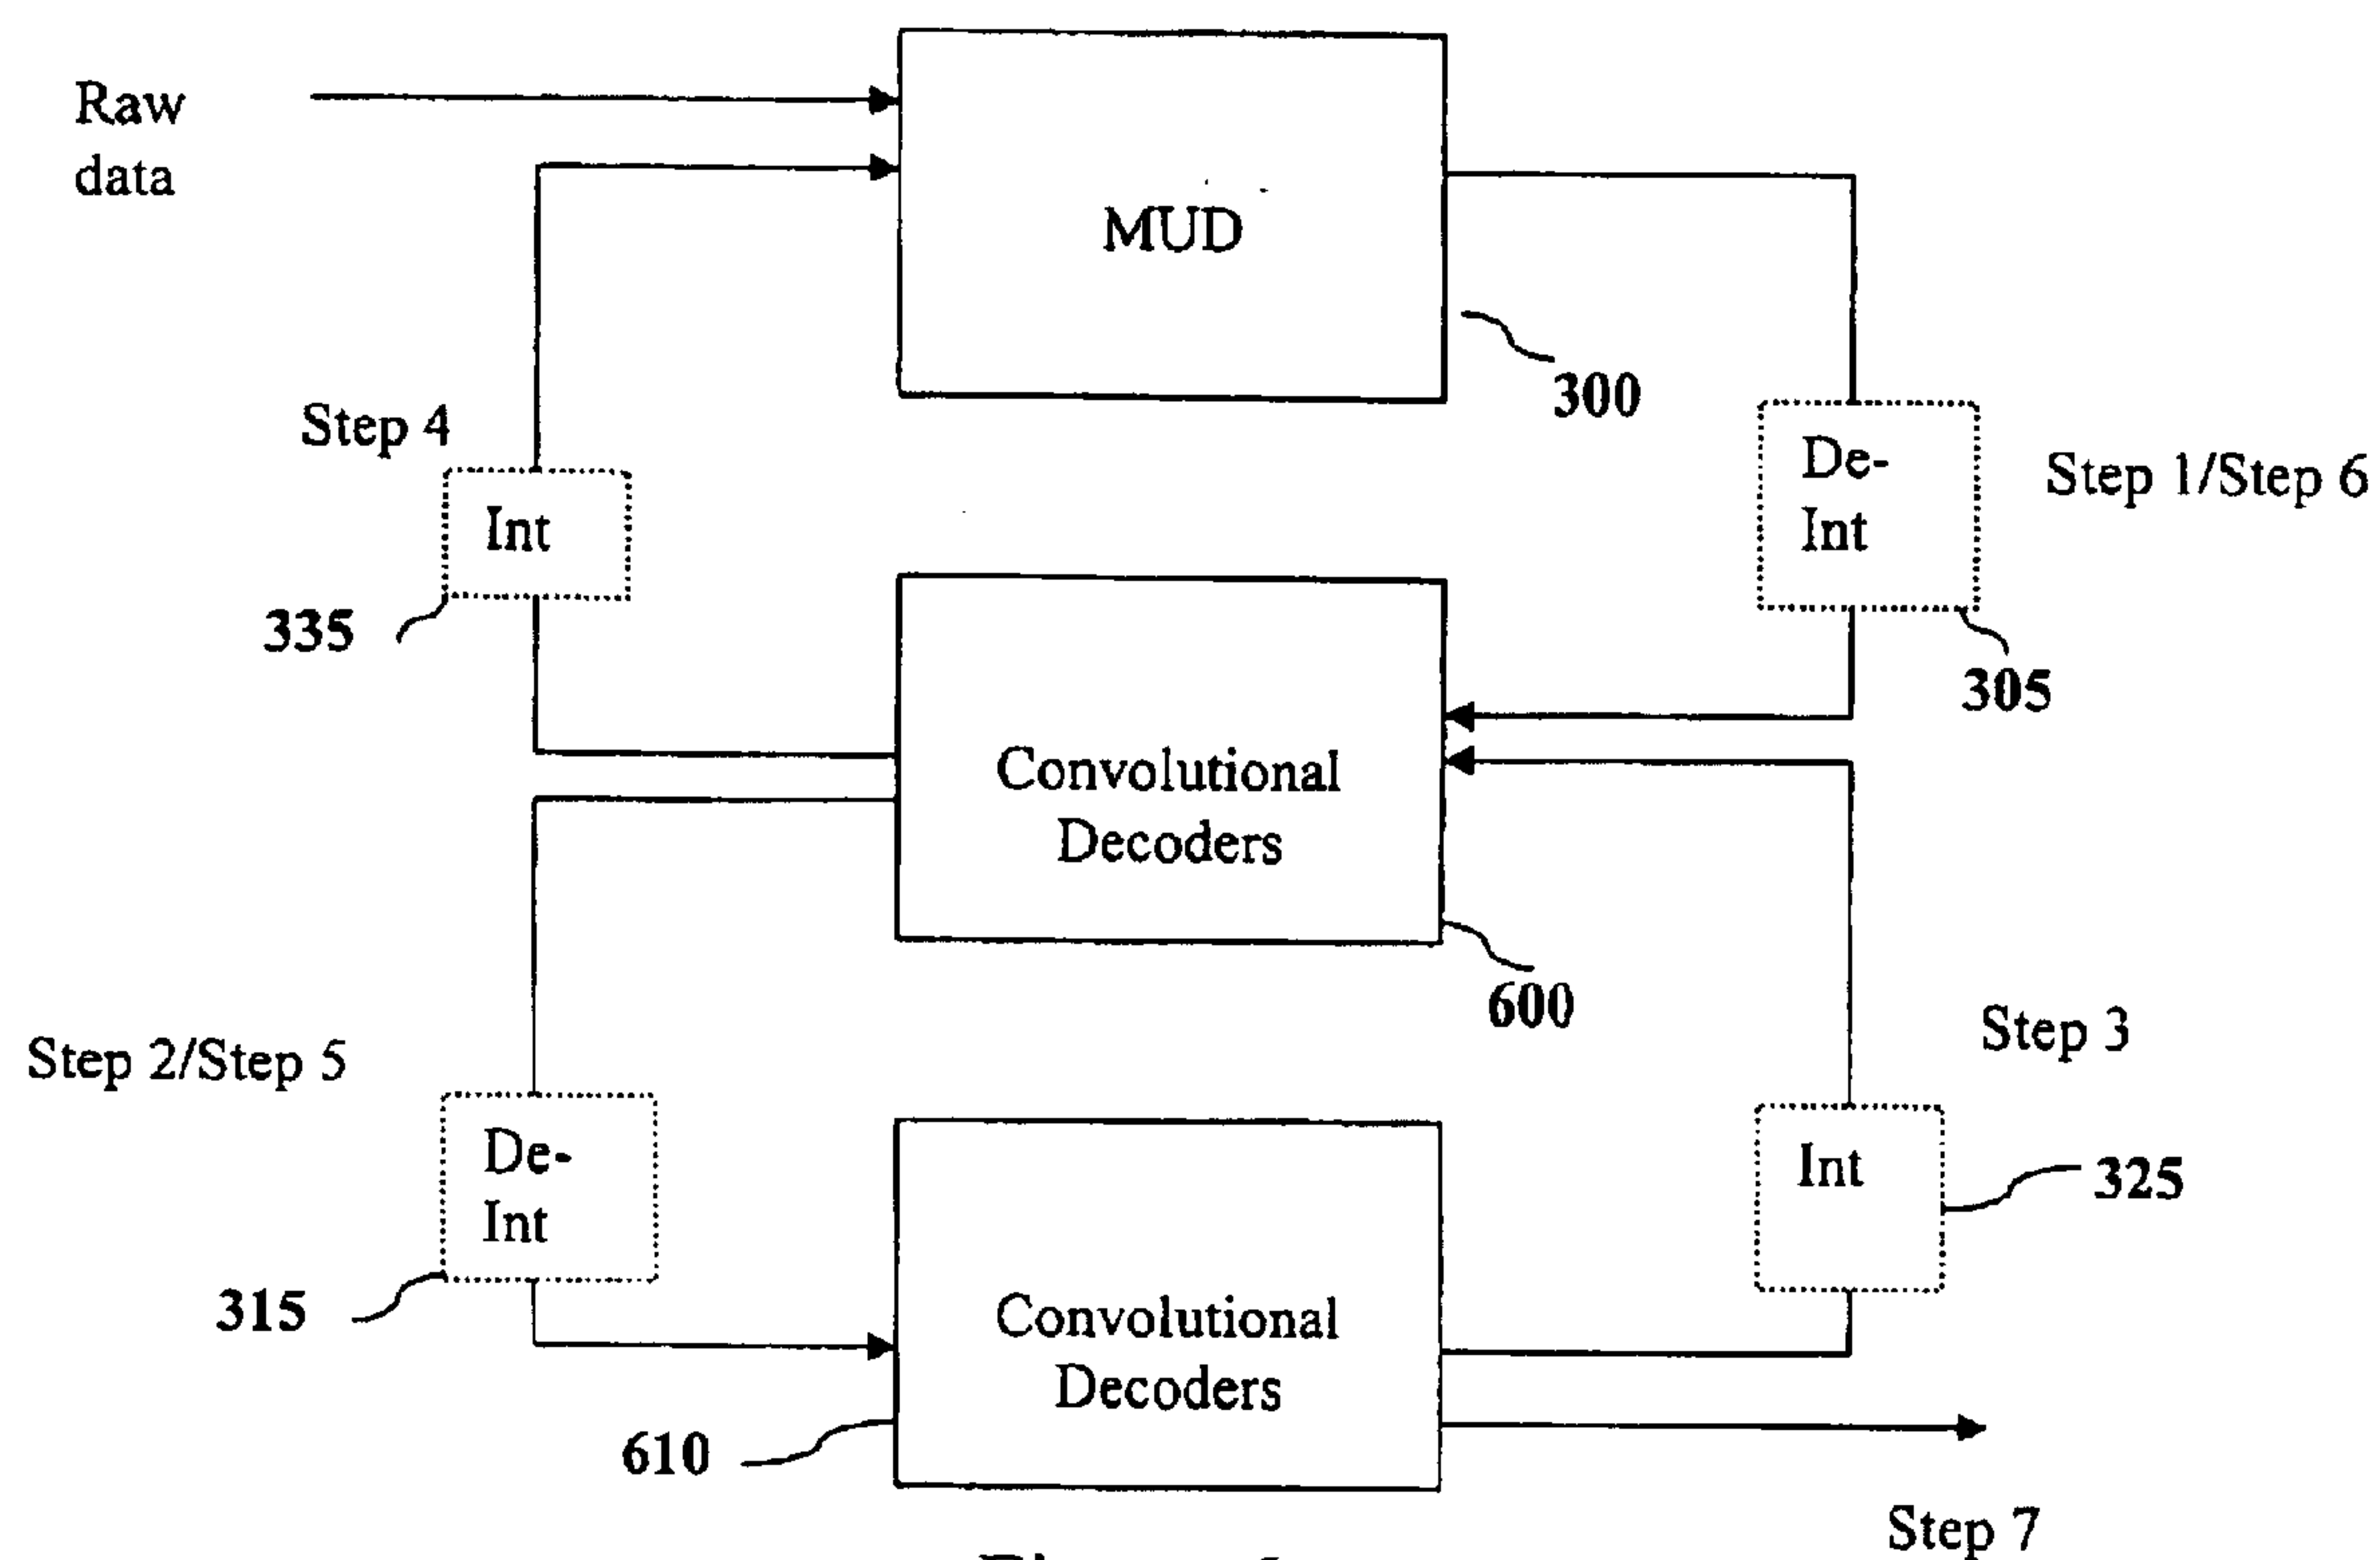 Raw
data
MUD
300
Step 4
Int
335
De-
Int
Step 1/Step 6
305
Convolutional
Decoders
600
Step 3
Step 2/Step 5
De-
Int
315
Int
325
Convolutional
Decoders
610
Step 7